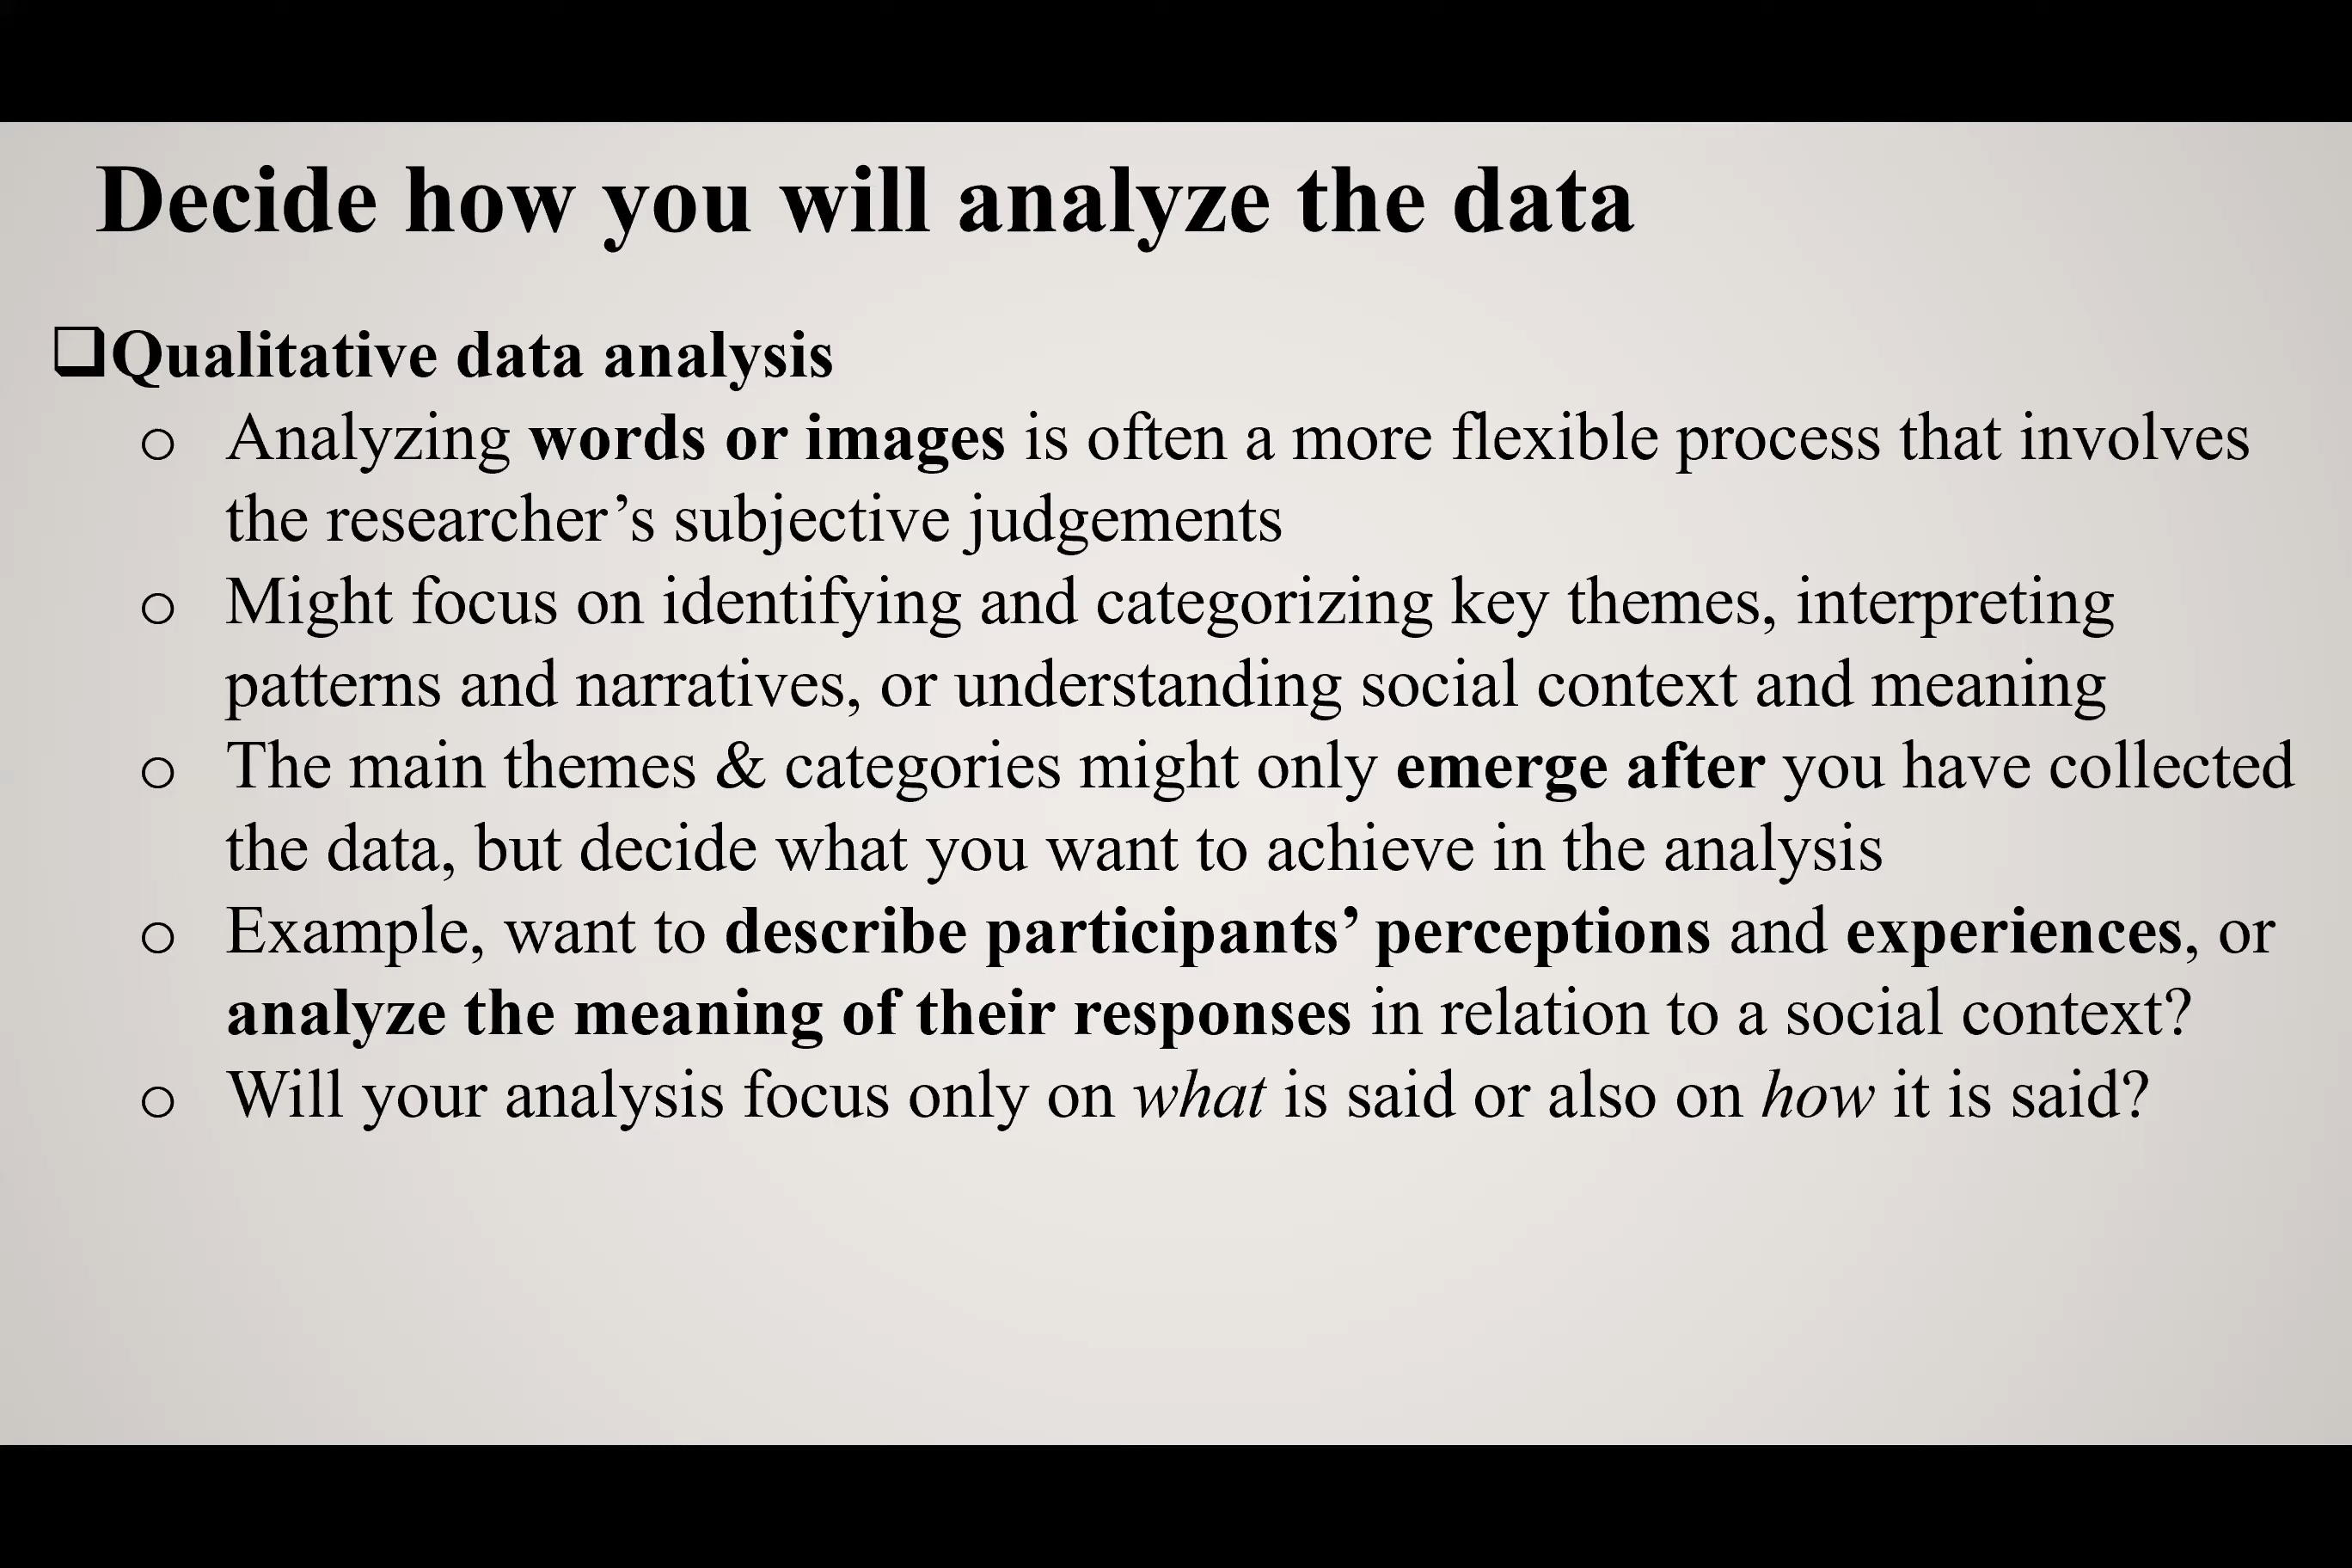 Decide how you will analyze the data
❑Qualitative data analysis
o Analyzing words or images is often a more flexible process that involves
the researcher’s subjective judgements
o Might focus on identifying and categorizing key themes, interpreting
patterns and narratives, or understanding social context and meaning
o The main themes & categories might only emerge after you have collected
the data, but decide what you want to achieve in the analysis
o Example, want to describe participants’ perceptions and experiences, or
analyze the meaning of their responses in relation to a social context?
o Will your analysis focus only on what is said or also on how it is said?